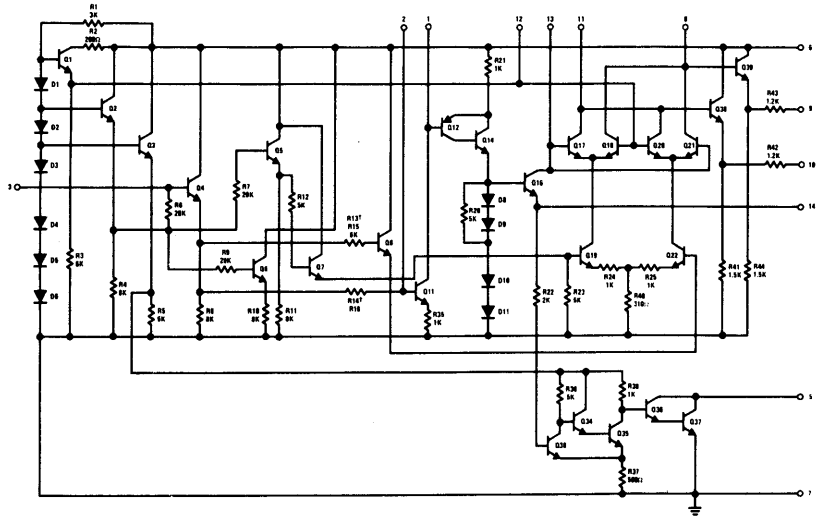 R1
3K
R2
200Ω
2
1
12
13
11
8
6
Q1
R21
1K
Q39
D1
Q2
R43
1.2K
9
D2
Q12
Q14
Q38
Q3
Q5
Q17
Q18
Q20
Q21
R42
1.2K
10
D3
3
Q4
R7
20K
R12
5K
Q16
D8
14
R6
20K
R20
5K
D9
D4
R13†
R15
6K
Q8
R3
5K
R9
20K
Q6
Q7
Q19
Q22
D5
D10
R24
1K
R25
1K
R41
1.5K
R44
1.5K
D6
R4
R14†
R16
Q11
R22
2K
R23
5K
R40
310Ω
R5
5K
R8
8K
R10
8K
R11
8K
R35
1K
D11
R36
5K
R38
1K
5
Q34
Q36
Q37
Q35
R37
500Ω
7